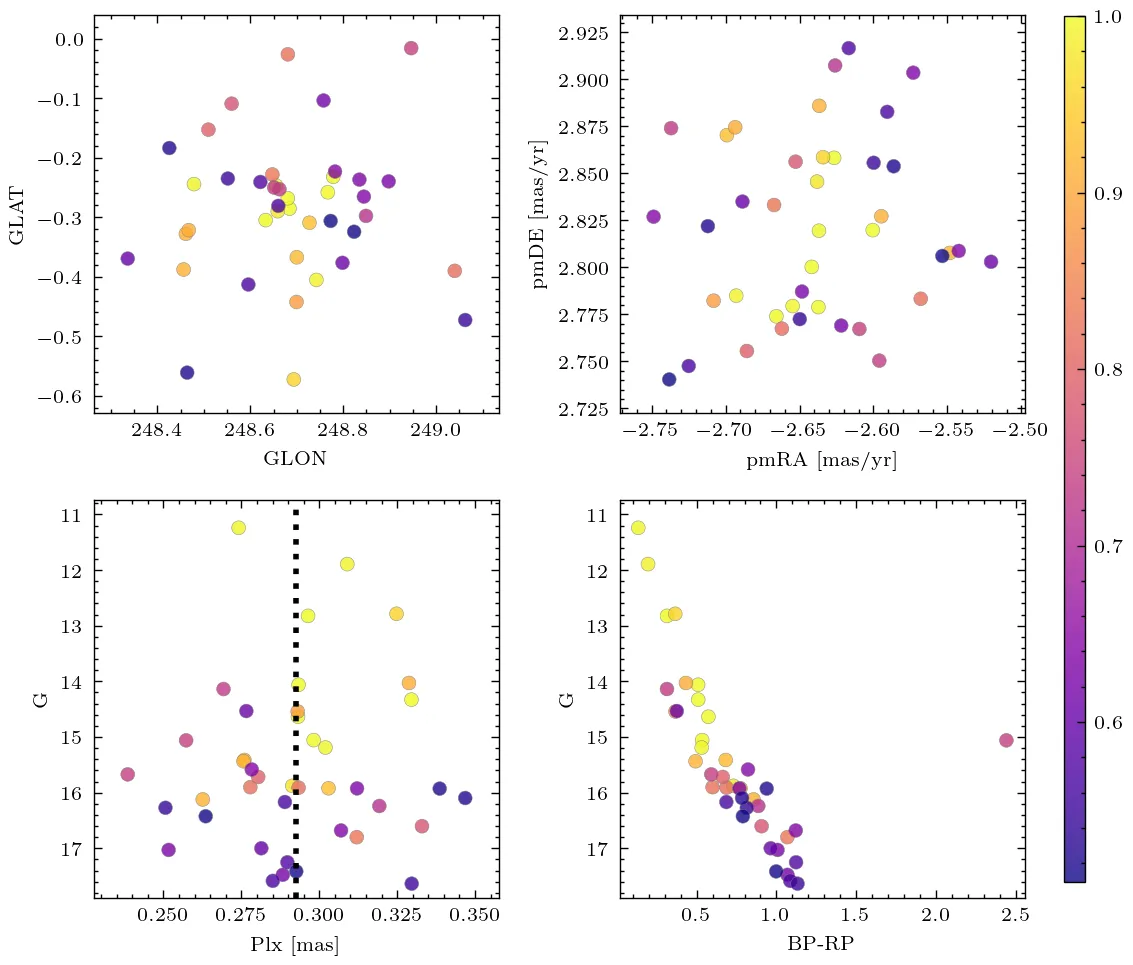 0.0
−0.1
−0.2
−0.3
−0.4
−0.5
−0.6
GLAT
248.4 248.6 248.8 249.0
GLON
2.925
2.900
2.875
2.850
2.825
2.800
2.775
2.750
2.725
pmDE [mas/yr]
−2.75 −2.70 −2.65 −2.60 −2.55 −2.50
pmRA [mas/yr]
1.0
0.9
0.8
0.7
0.6
11
12
13
14
15
16
17
G
0.250 0.275 0.300 0.325 0.350
Plx [mas]
11
12
13
14
15
16
17
G
0.5 1.0 1.5 2.0 2.5
BP-RP